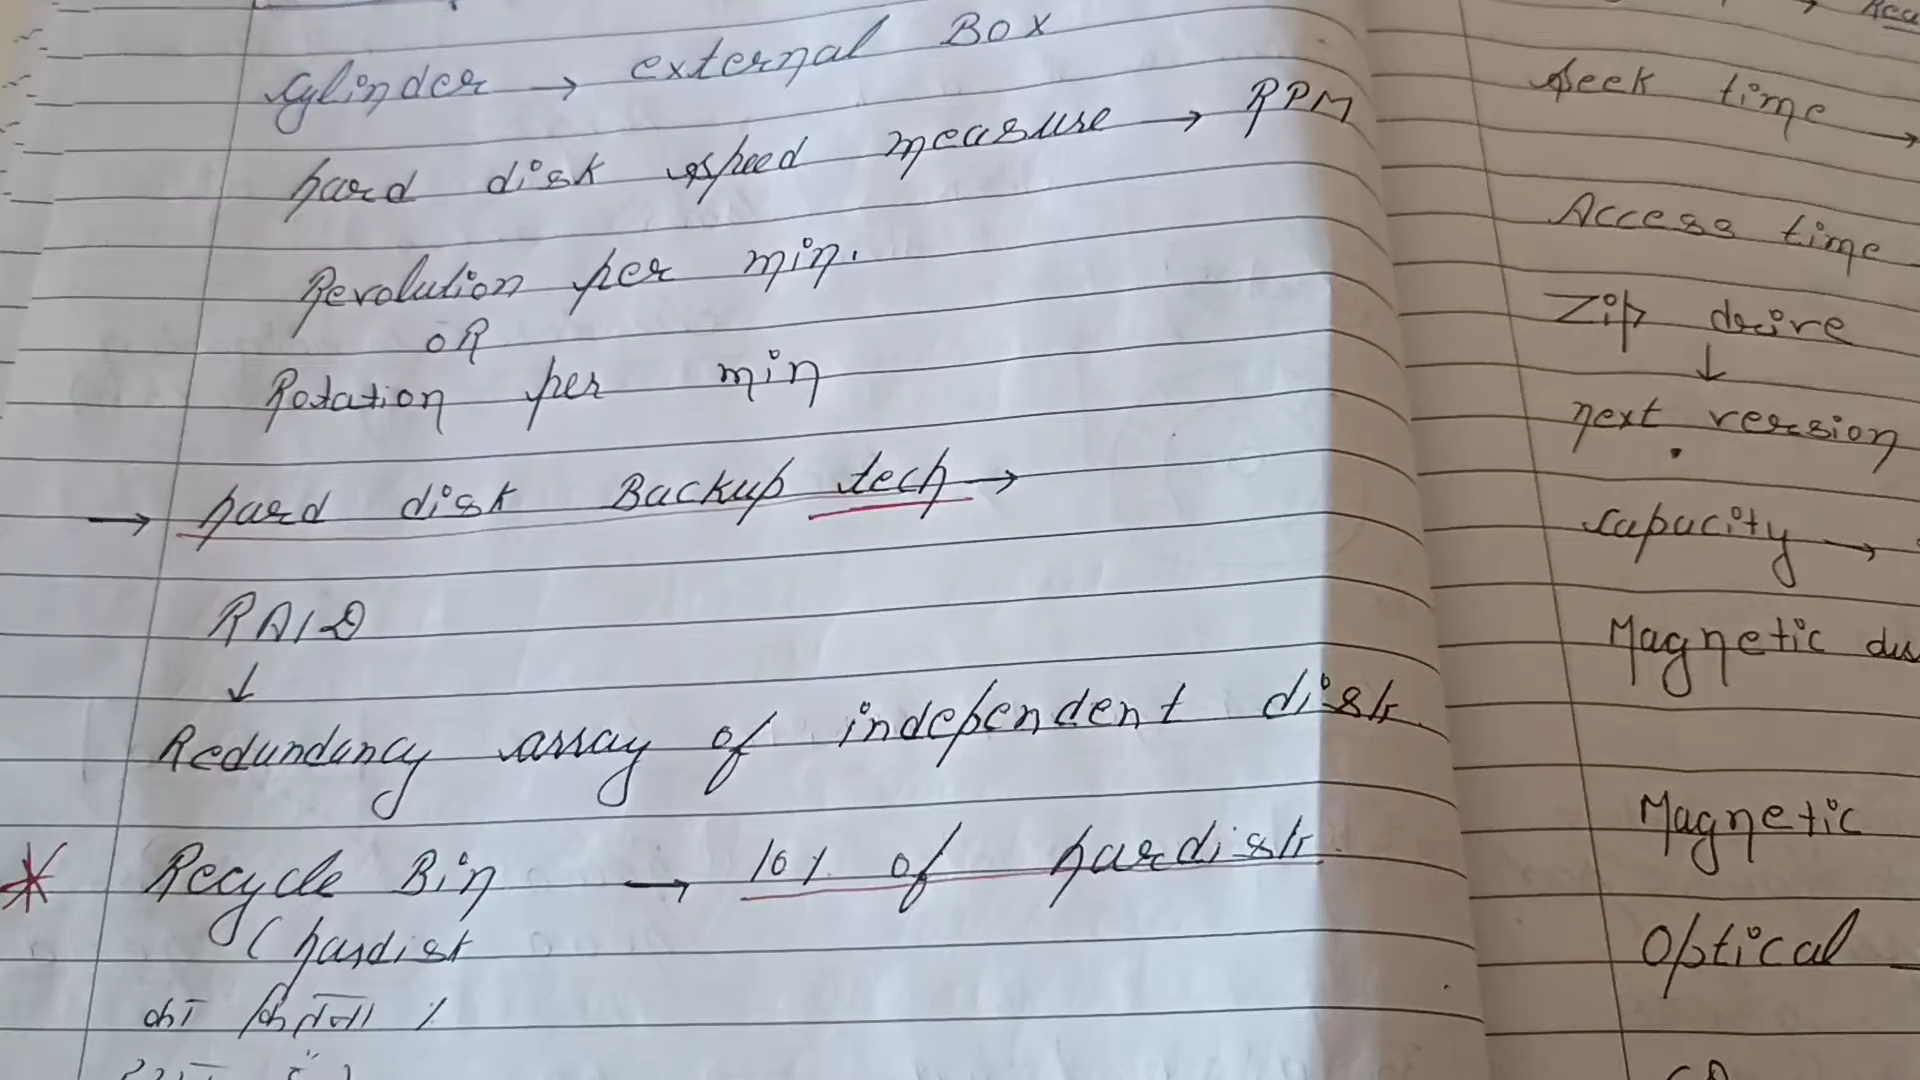 Cylinder → external Box
hard disk speed measure → RPM
Revolution per min.
OR
Rotation per min
→ hard disk Backup tech →
RAID
↓
Redundancy array of independent disk
* Recycle Bin → 10% of hardisk
(hardisk
का कितना %
Seek time →
Access time
Zip drive
↓
next version
capacity →
Magnetic
Magnetic
Optical